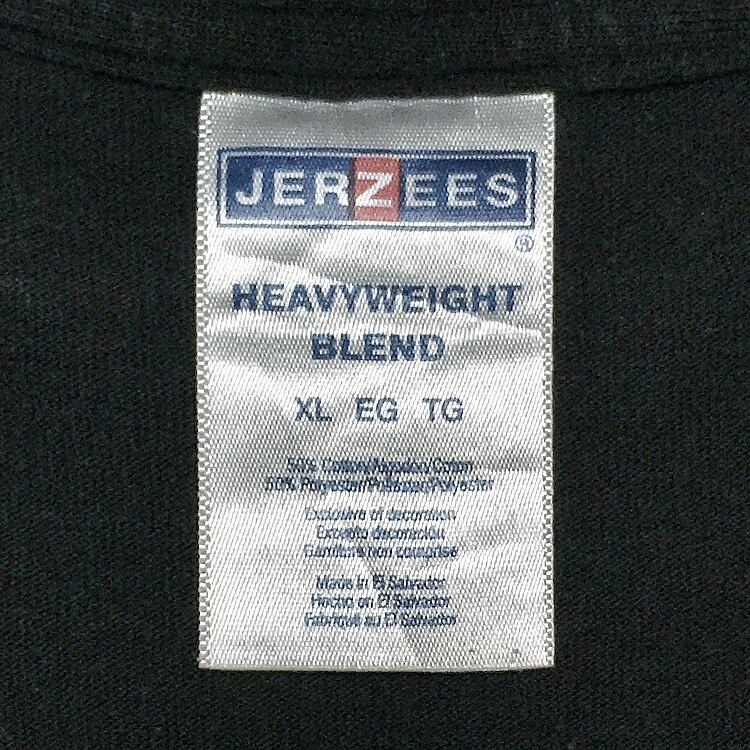 JERZEES
®
HEAVYWEIGHT
BLEND
XL EG TG
50% Cotton/Algodón/Coton
50% Polyester/Poliéster/Polyester
Exclusive of decoration
Excepto decoración
Garniture non comprise
Made in El Salvador
Hecho en El Salvador
Fabriqué au El Salvador